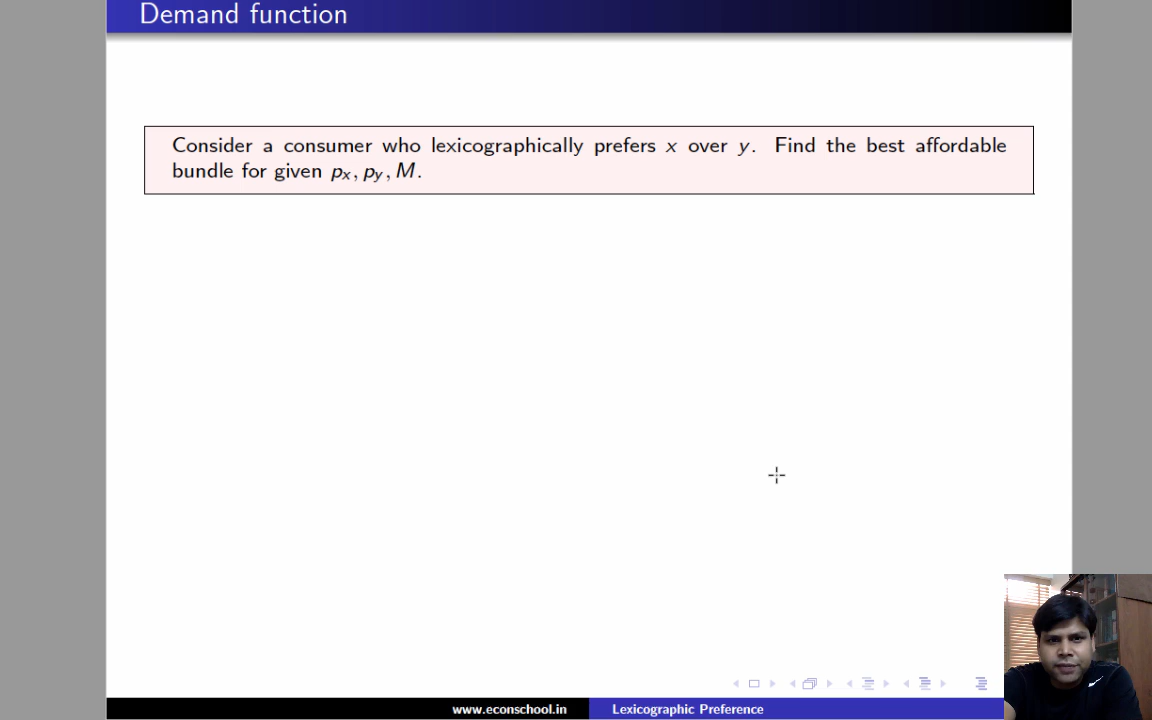 Demand function
Consider a consumer who lexicographically prefers x over y. Find the best affordable
bundle for given pₓ, p_y, M.
www.econschool.in Lexicographic Preference